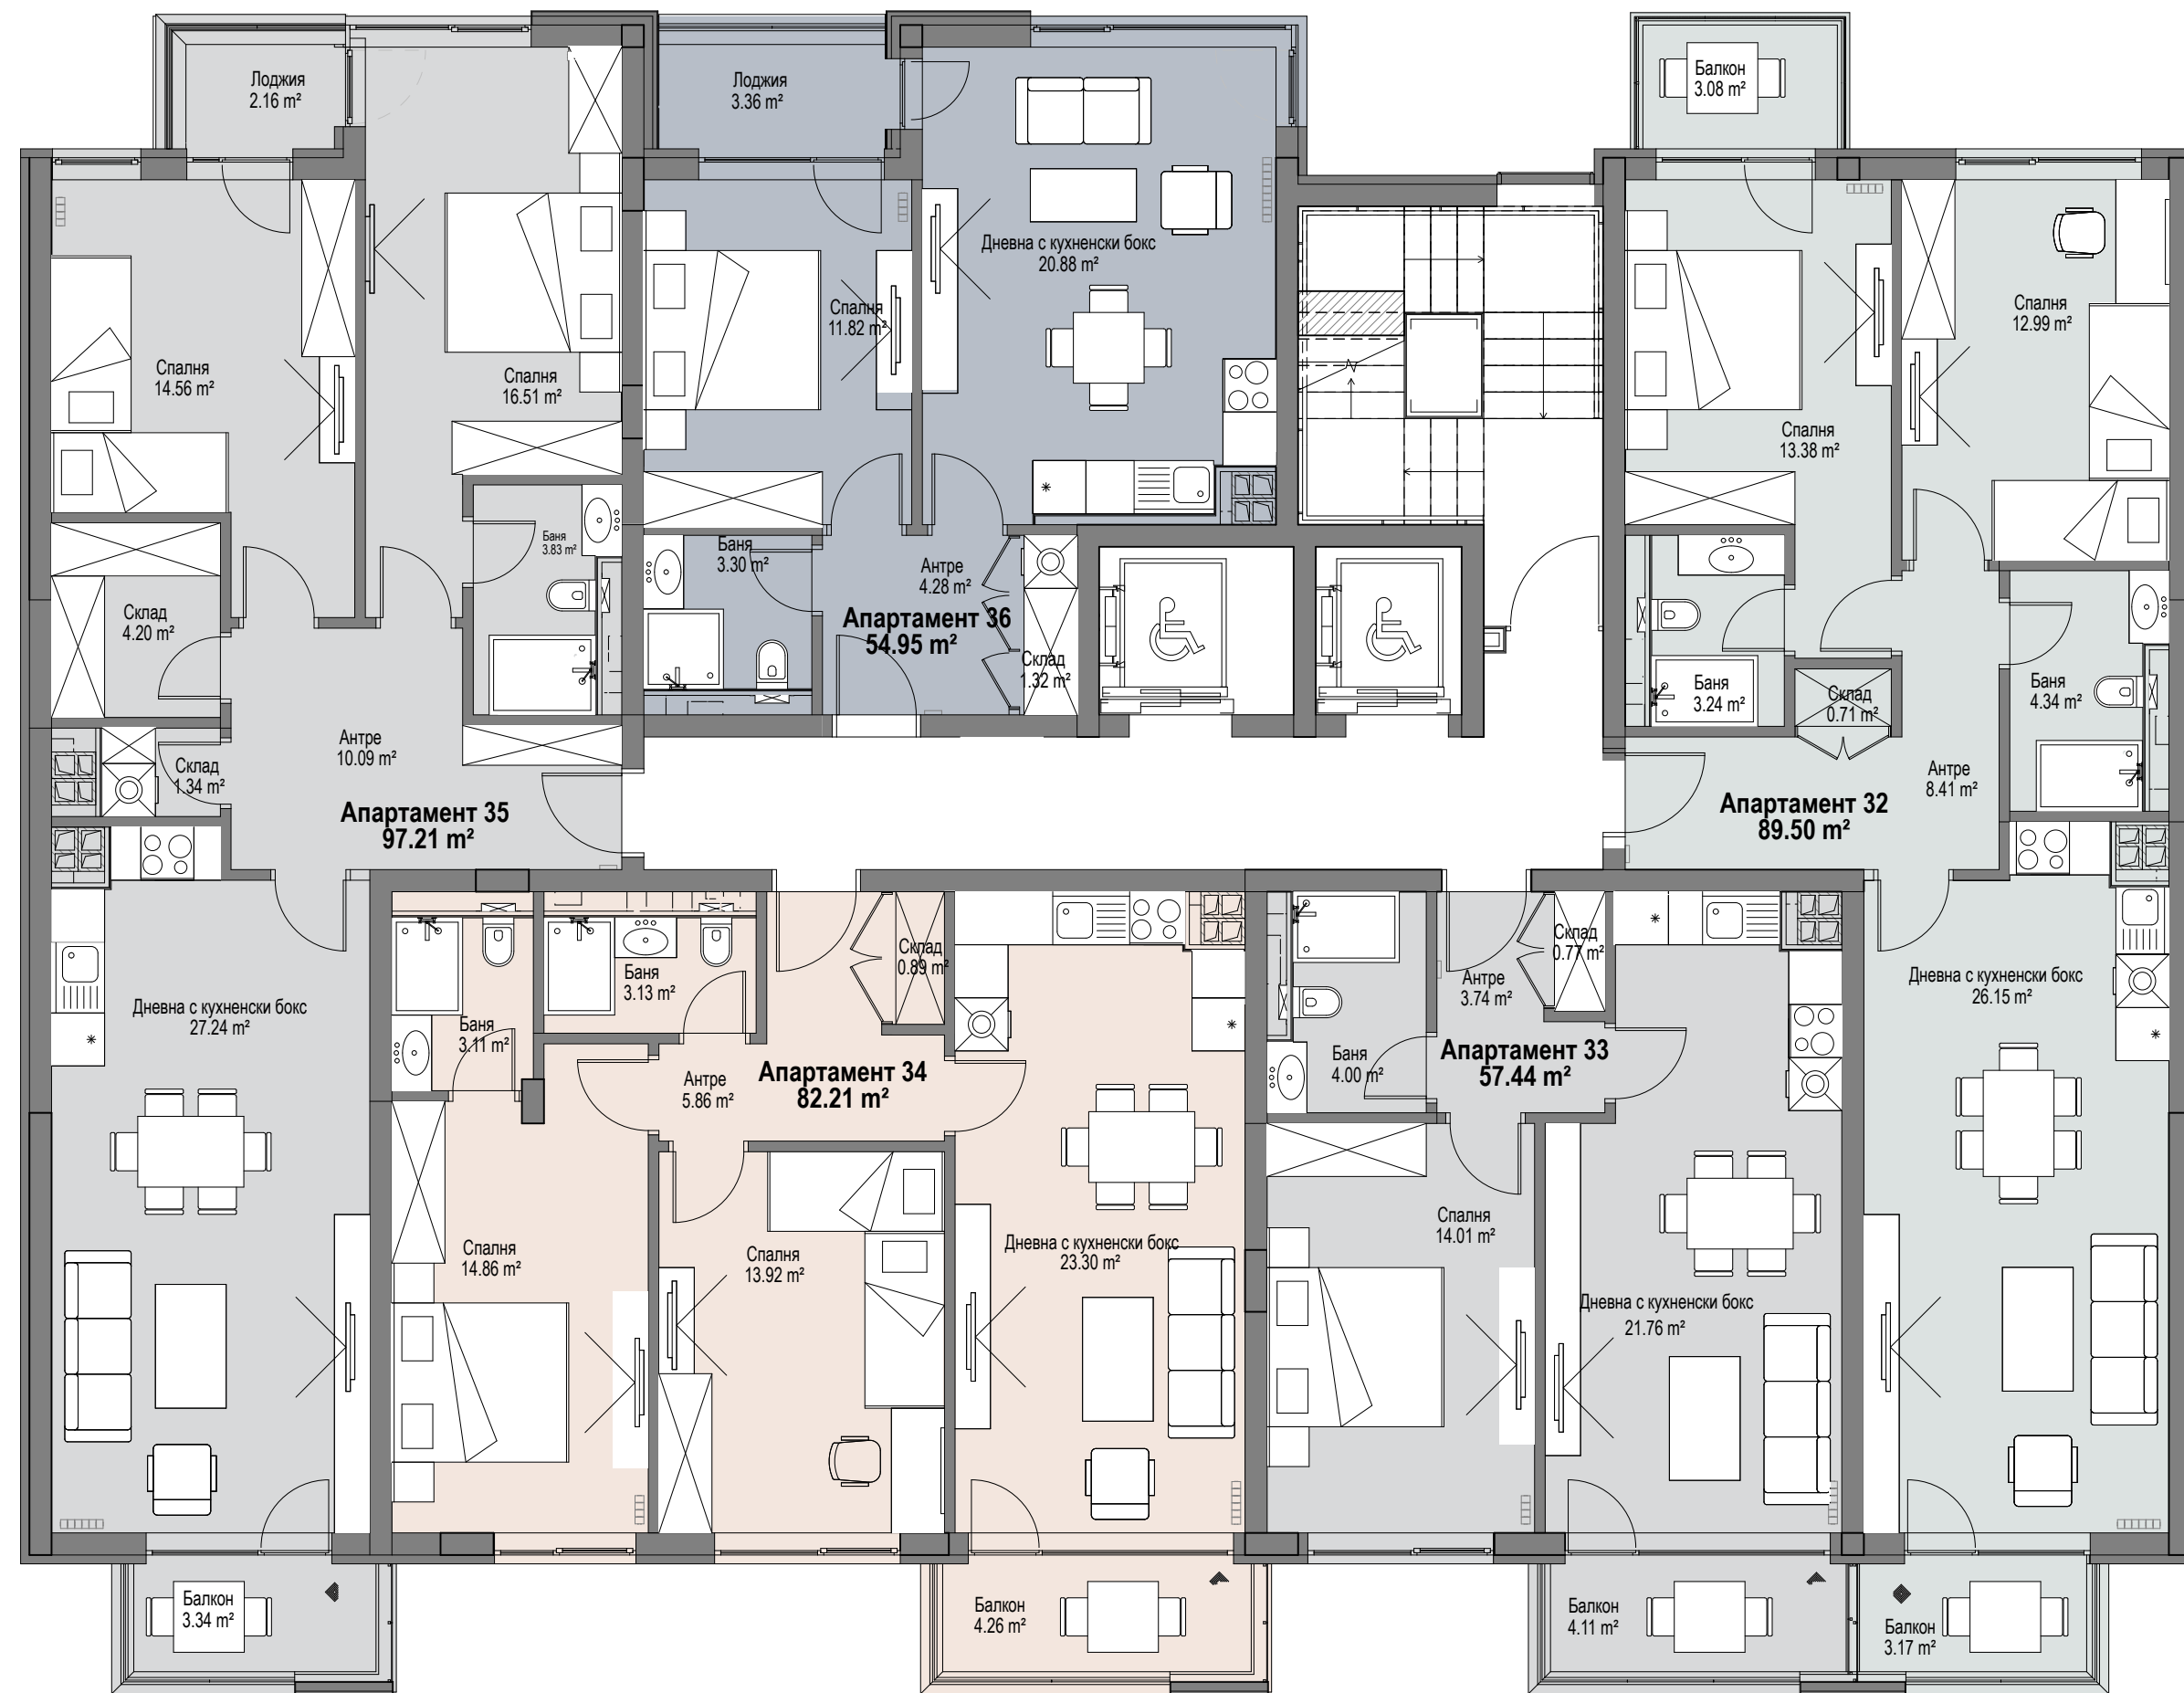 Лоджия
2.16 m²
Лоджия
3.36 m²
Балкон
3.08 m²
Дневна с кухненски бокс
20.88 m²
Спалня
14.56 m²
Спалня
16.51 m²
Спалня
11.82 m²
Спалня
13.38 m²
Спалня
12.99 m²
Баня
3.83 m²
Баня
3.30 m²
Антре
4.28 m²
Апартамент 36
54.95 m²
Склад
1.32 m²
Склад
4.20 m²
Антре
10.09 m²
Склад
1.34 m²
Апартамент 35
97.21 m²
Баня
3.24 m²
Склад
0.71 m²
Баня
4.34 m²
Антре
8.41 m²
Апартамент 32
89.50 m²
Дневна с кухненски бокс
27.24 m²
Баня
3.11 m²
Баня
3.13 m²
Склад
0.89 m²
Антре
5.86 m²
Апартамент 34
82.21 m²
Баня
4.00 m²
Антре
3.74 m²
Склад
0.77 m²
Апартамент 33
57.44 m²
Дневна с кухненски бокс
26.15 m²
Спалня
14.86 m²
Спалня
13.92 m²
Дневна с кухненски бокс
23.30 m²
Спалня
14.01 m²
Дневна с кухненски бокс
21.76 m²
Балкон
3.34 m²
Балкон
4.26 m²
Балкон
4.11 m²
Балкон
3.17 m²